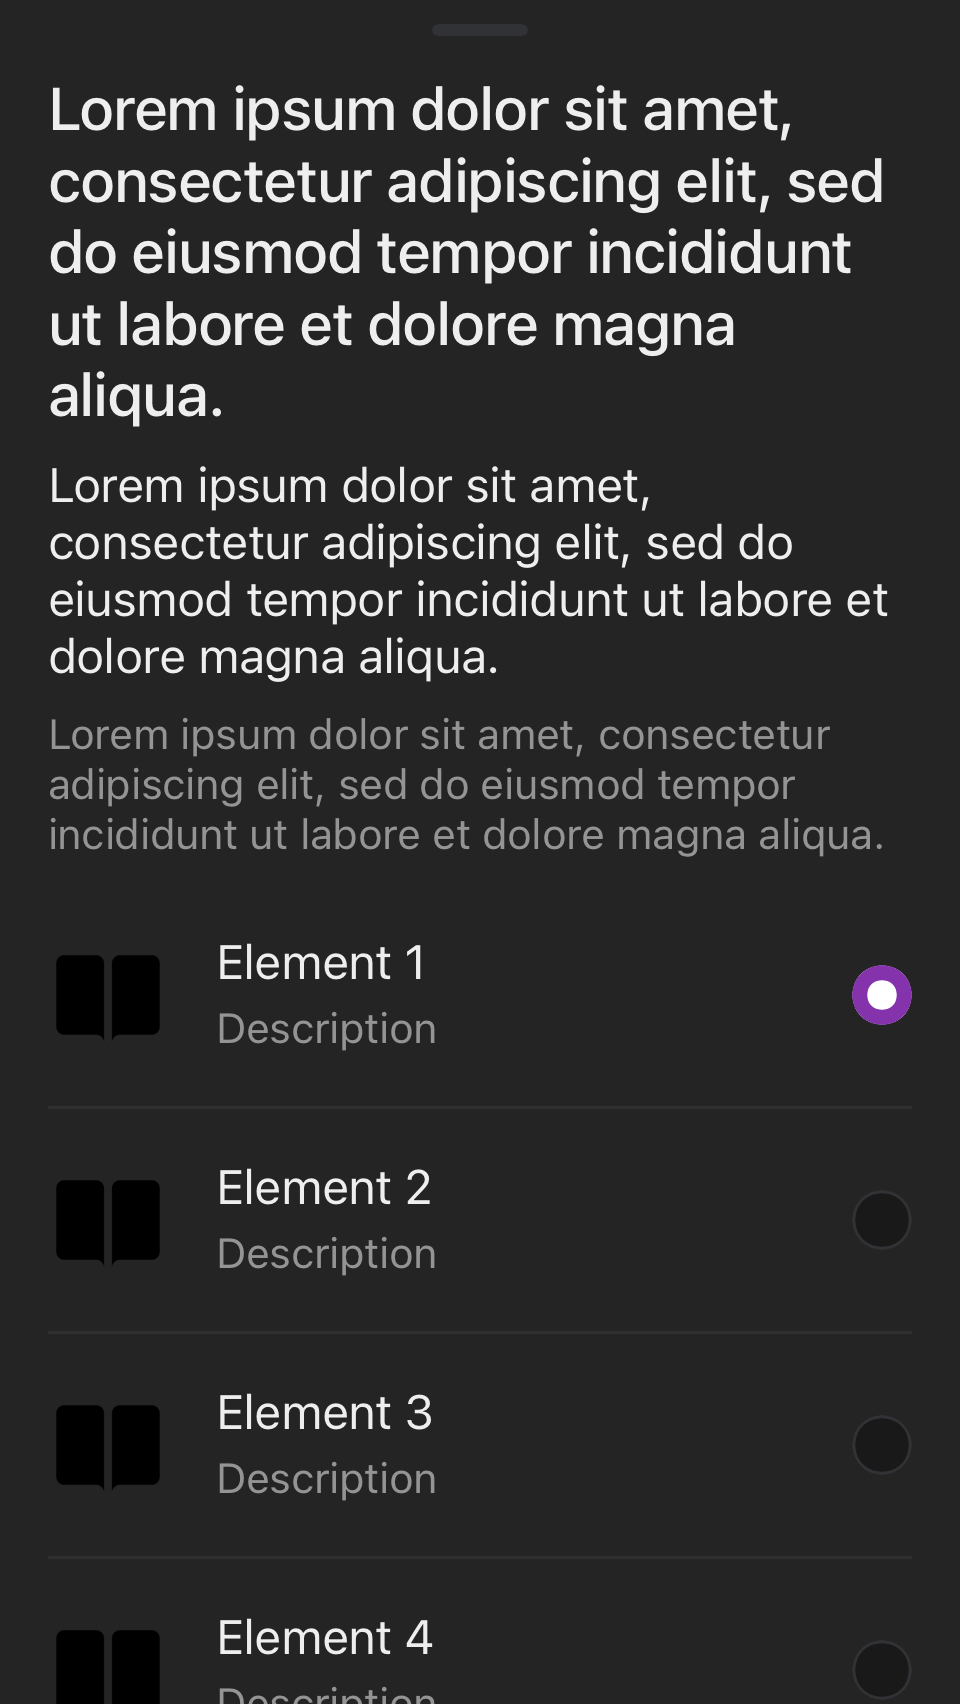 Lorem ipsum dolor sit amet,
consectetur adipiscing elit, sed
do eiusmod tempor incididunt
ut labore et dolore magna
aliqua.
Lorem ipsum dolor sit amet,
consectetur adipiscing elit, sed do
eiusmod tempor incididunt ut labore et
dolore magna aliqua.
Lorem ipsum dolor sit amet, consectetur
adipiscing elit, sed do eiusmod tempor
incididunt ut labore et dolore magna aliqua.
Element 1
Description
Element 2
Description
Element 3
Description
Element 4
Description